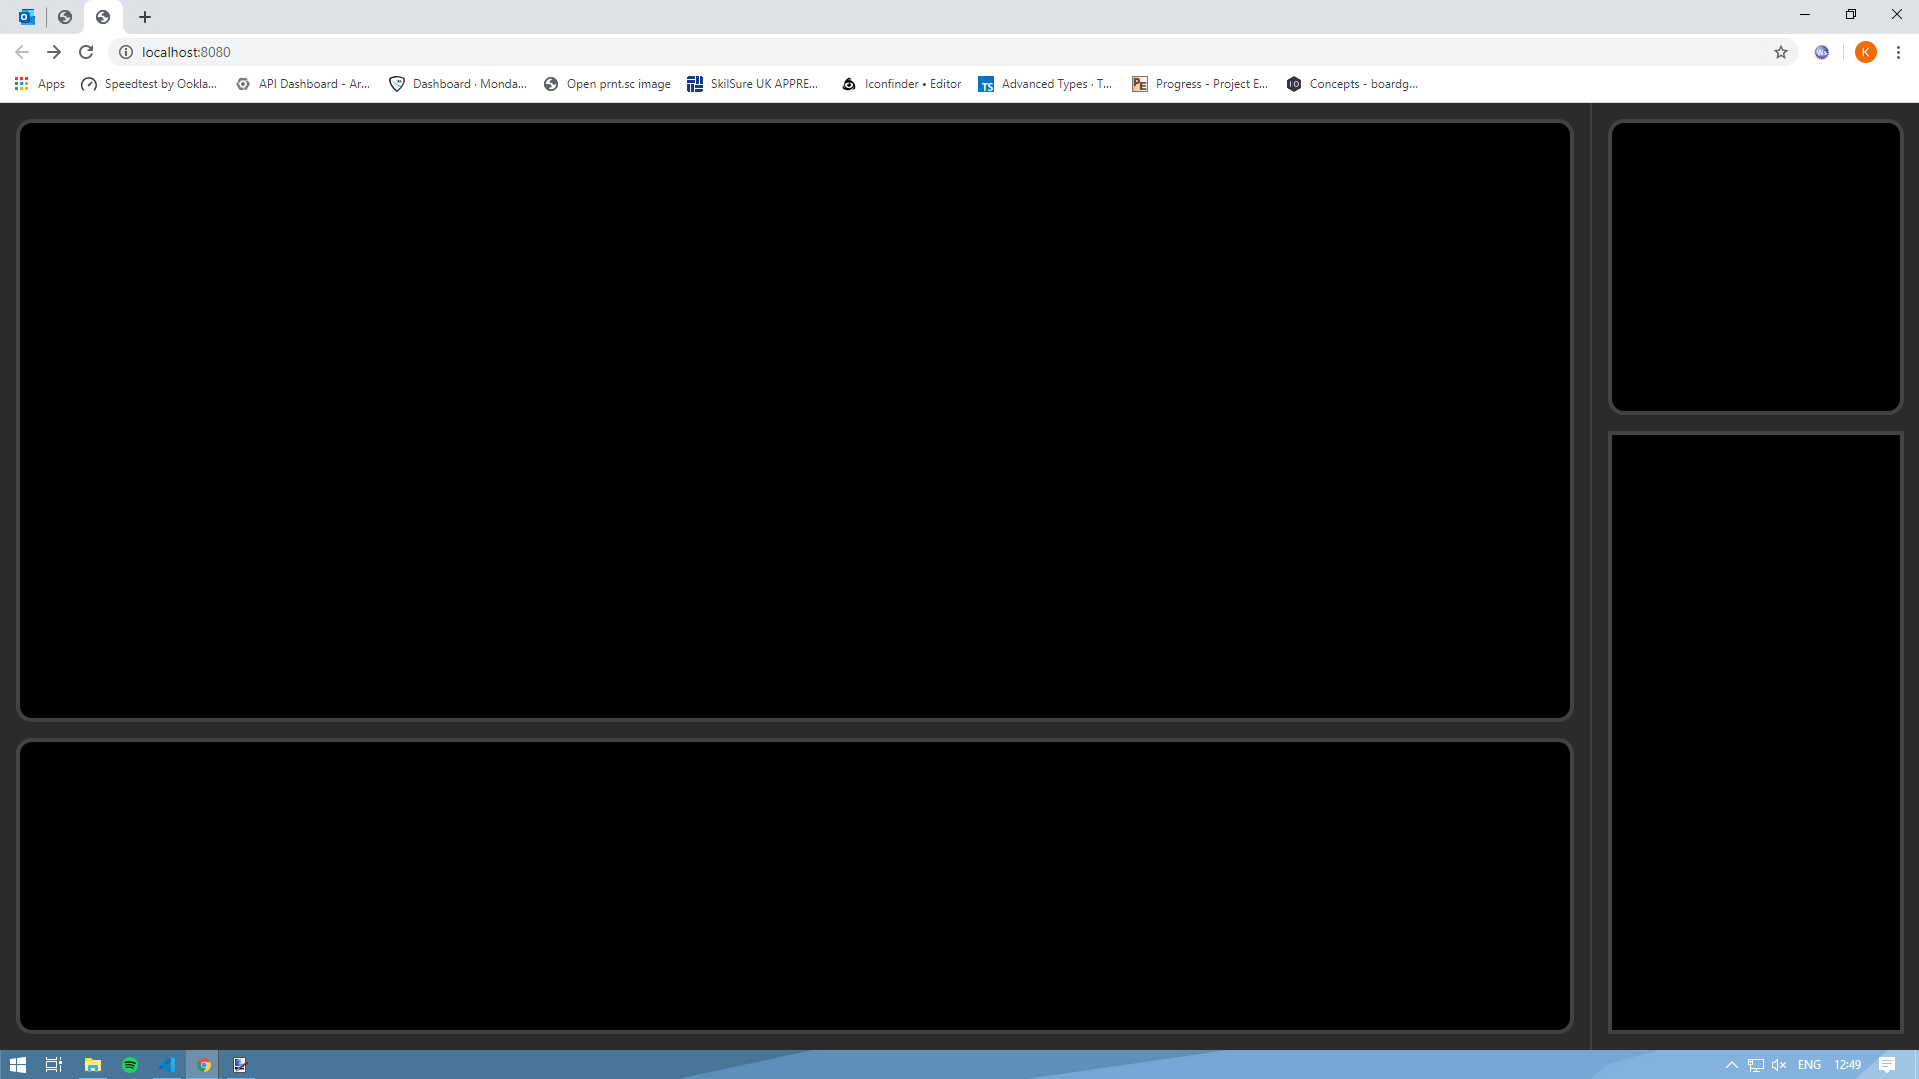 localhost:8080
Apps Speedtest by Ookla... API Dashboard - Ar... Dashboard · Monda... Open prnt.sc image SkilSure UK APPRE... Iconfinder • Editor Advanced Types · T... Progress - Project E... Concepts - boardg...
K
ENG 12:49